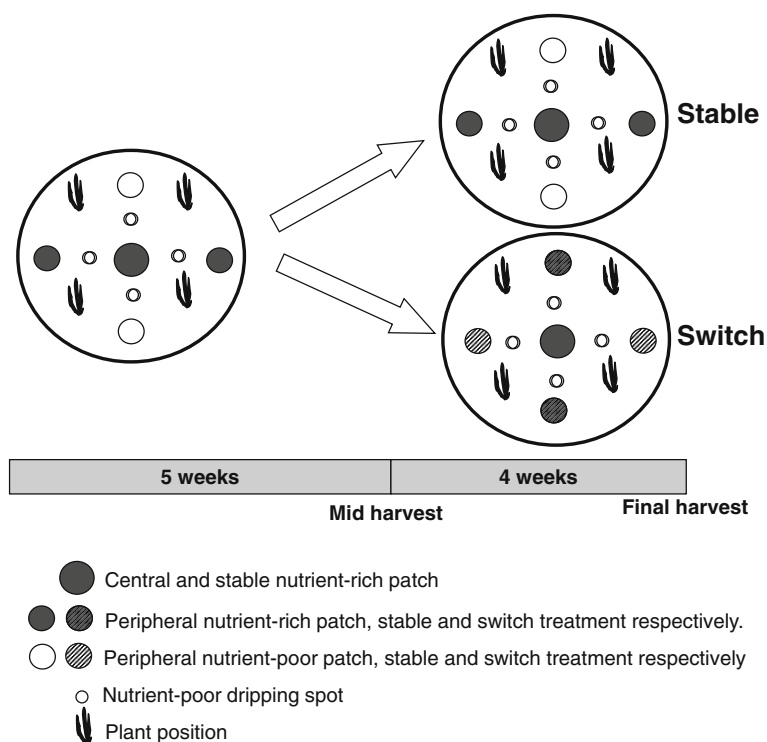 Stable
Switch
5 weeks
4 weeks
Mid harvest
Final harvest
Central and stable nutrient-rich patch
Peripheral nutrient-rich patch, stable and switch treatment respectively.
Peripheral nutrient-poor patch, stable and switch treatment respectively
Nutrient-poor dripping spot
Plant position